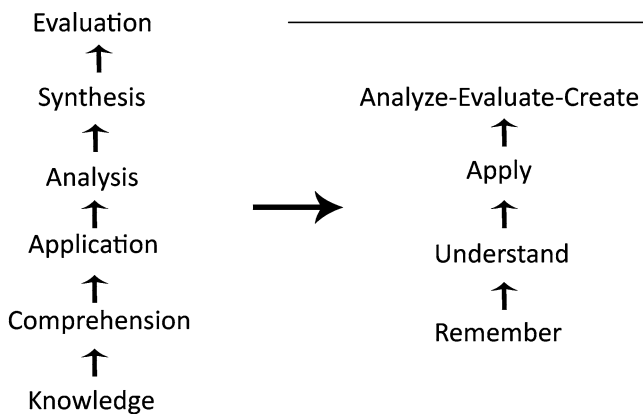 Evaluation
Synthesis
Analysis
Application
Comprehension
Knowledge
Analyze-Evaluate-Create
Apply
Understand
Remember